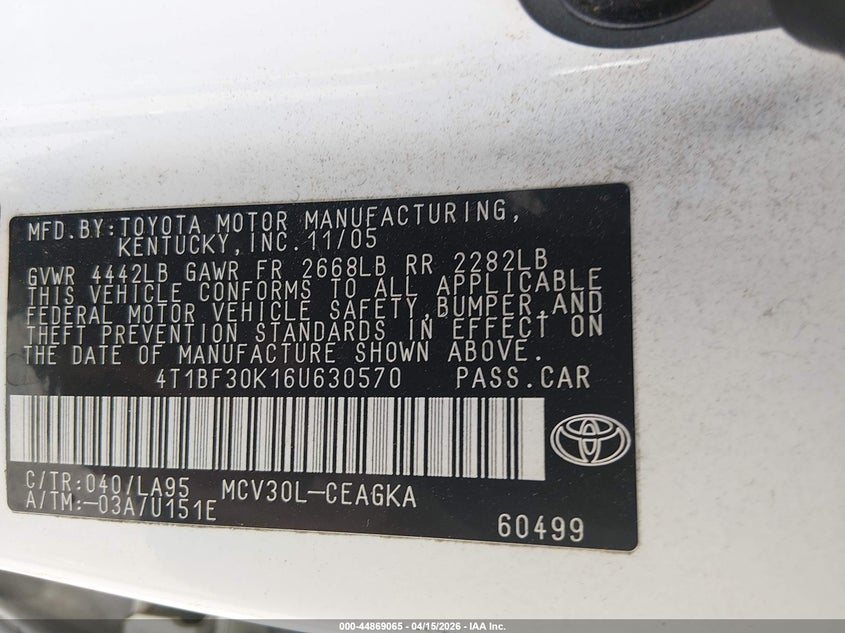 MFD.BY:TOYOTA MOTOR MANUFACTURING,
KENTUCKY,INC.11/05
GVWR 4442LB GAWR FR 2668LB RR 2282LB
THIS VEHICLE CONFORMS TO ALL APPLICABLE
FEDERAL MOTOR VEHICLE SAFETY,BUMPER,AND
THEFT PREVENTION STANDARDS IN EFFECT ON
THE DATE OF MANUFACTURE SHOWN ABOVE.
4T1BF30K16U630570 PASS.CAR
C/TR:040/LA95 MCV30L-CEAGKA
A/TM:-03A/U151E
60499
000-44869065 - 04/15/2026 - IAA Inc.